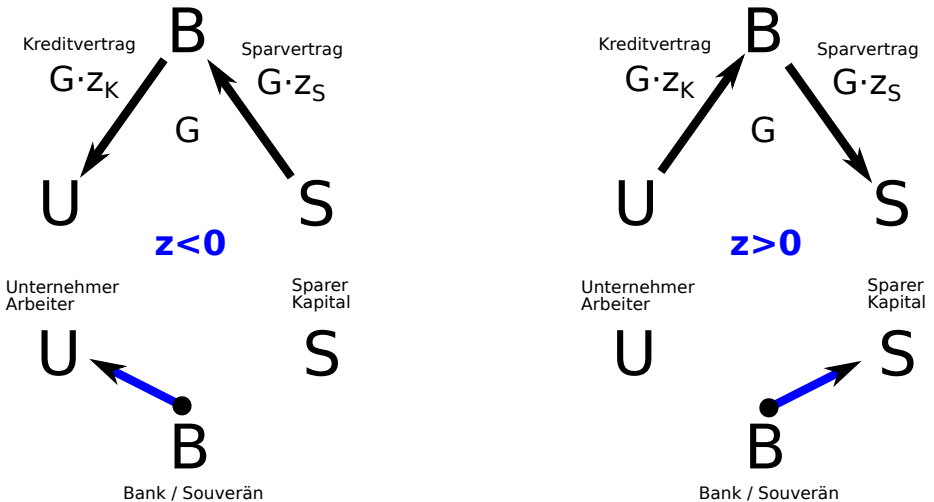 B
Kreditvertrag
Sparvertrag
G·zK
G·zS
G
U
S
z<0
Unternehmer
Arbeiter
Sparer
Kapital
U
S
B
Bank / Souverän
B
Kreditvertrag
Sparvertrag
G·zK
G·zS
G
U
S
z>0
Unternehmer
Arbeiter
Sparer
Kapital
U
S
B
Bank / Souverän